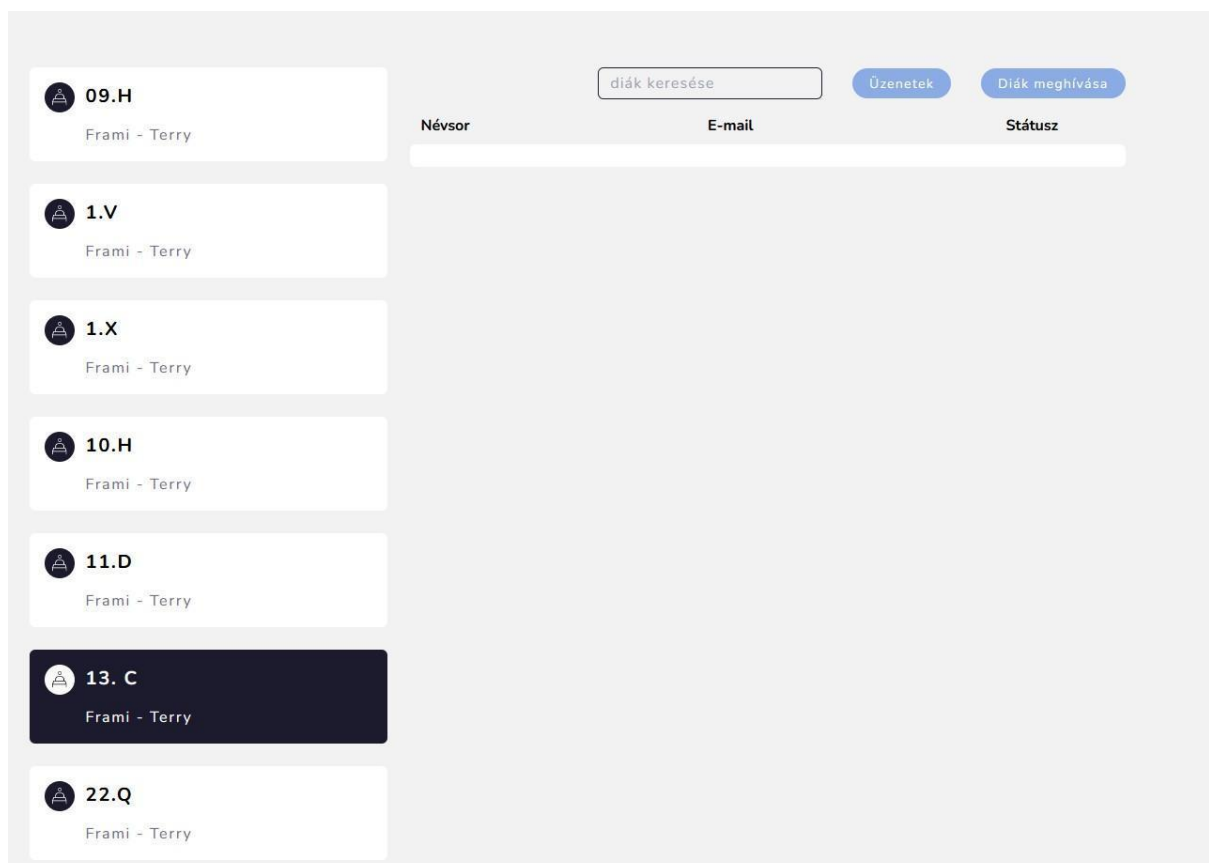 09.H
Frami - Terry
1.V
Frami - Terry
1.X
Frami - Terry
10.H
Frami - Terry
11.D
Frami - Terry
13. C
Frami - Terry
22.Q
Frami - Terry
diák keresése Üzenetek Diák meghívása
Névsor E-mail Státusz